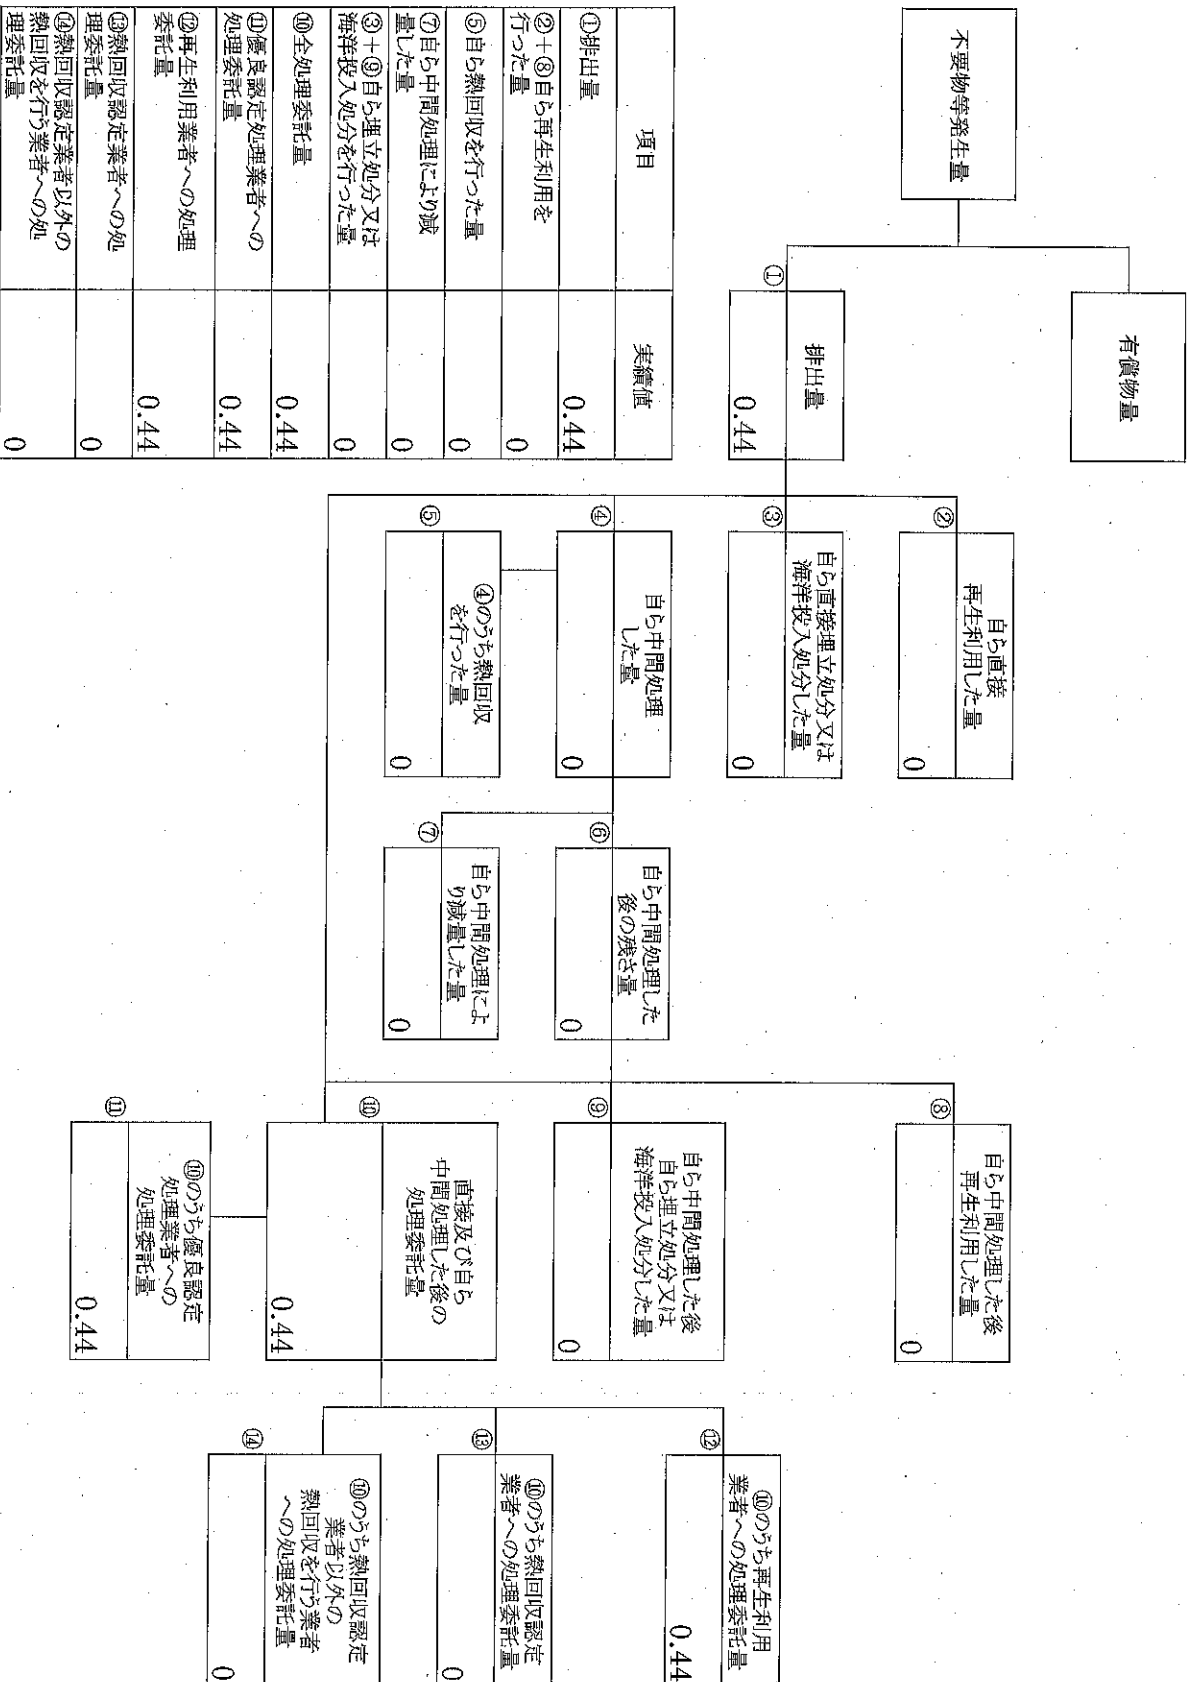 不要物等発生量
有償物量
①
排出量
0.44
②
自ら直接
再生利用した量
0
③
自ら直接埋立処分又は
海洋投入処分した量
0
④
自ら中間処理
した量
0
⑤
④のうち熱回収
を行った量
0
⑥
自ら中間処理した
後の残さ量
0
⑦
自ら中間処理によ
り減量した量
0
⑧
自ら中間処理した後
再生利用した量
0
⑨
自ら中間処理した後
自ら埋立処分又は
海洋投入処分した量
0
⑩
直接及び自ら
中間処理した後の
処理委託量
0.44
⑪
⑩のうち優良認定
処理業者への
処理委託量
0.44
⑫
⑩のうち再生利用
業者への処理委託量
0.44
⑬
⑩のうち熱回収認定
業者への処理委託量
0
⑭
⑩のうち熱回収認定
業者以外の
熱回収を行う業者
への処理委託量
0
項目
実績値
①排出量
0.44
②＋⑧自ら再生利用を
行った量
0
⑤自ら熱回収を行った量
0
⑦自ら中間処理により減
量した量
0
③＋⑨自ら埋立処分又は
海洋投入処分を行った量
0
⑩全処理委託量
0.44
⑪優良認定処理業者への
処理委託量
0.44
⑫再生利用業者への処理
委託量
0.44
⑬熱回収認定業者への処
理委託量
0
⑭熱回収認定業者以外の
熱回収を行う業者への処
理委託量
0